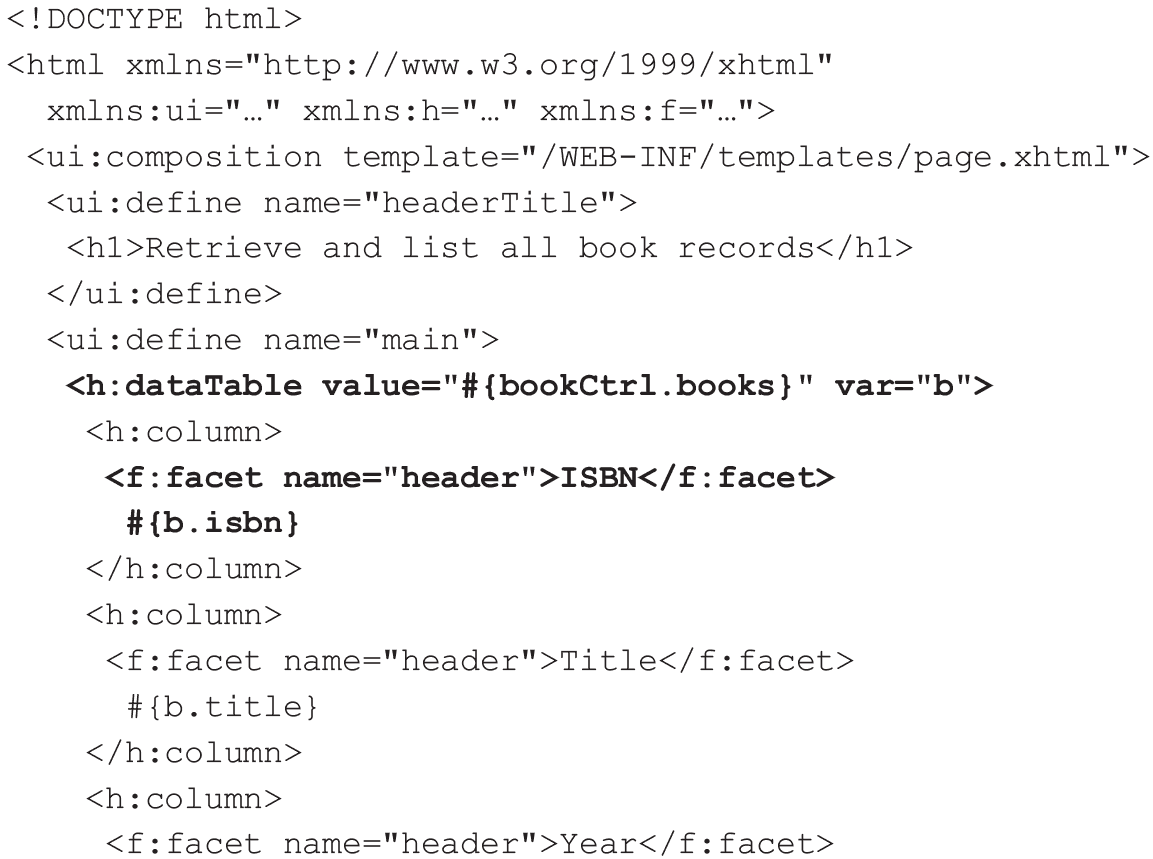 <!DOCTYPE html>
<html xmlns="http://www.w3.org/1999/xhtml"
  xmlns:ui="…" xmlns:h="…" xmlns:f="…">
 <ui:composition template="/WEB-INF/templates/page.xhtml">
  <ui:define name="headerTitle">
   <h1>Retrieve and list all book records</h1>
  </ui:define>
  <ui:define name="main">
   <h:dataTable value="#{bookCtrl.books}" var="b">
    <h:column>
     <f:facet name="header">ISBN</f:facet>
      #{b.isbn}
    </h:column>
    <h:column>
     <f:facet name="header">Title</f:facet>
      #{b.title}
    </h:column>
    <h:column>
     <f:facet name="header">Year</f:facet>